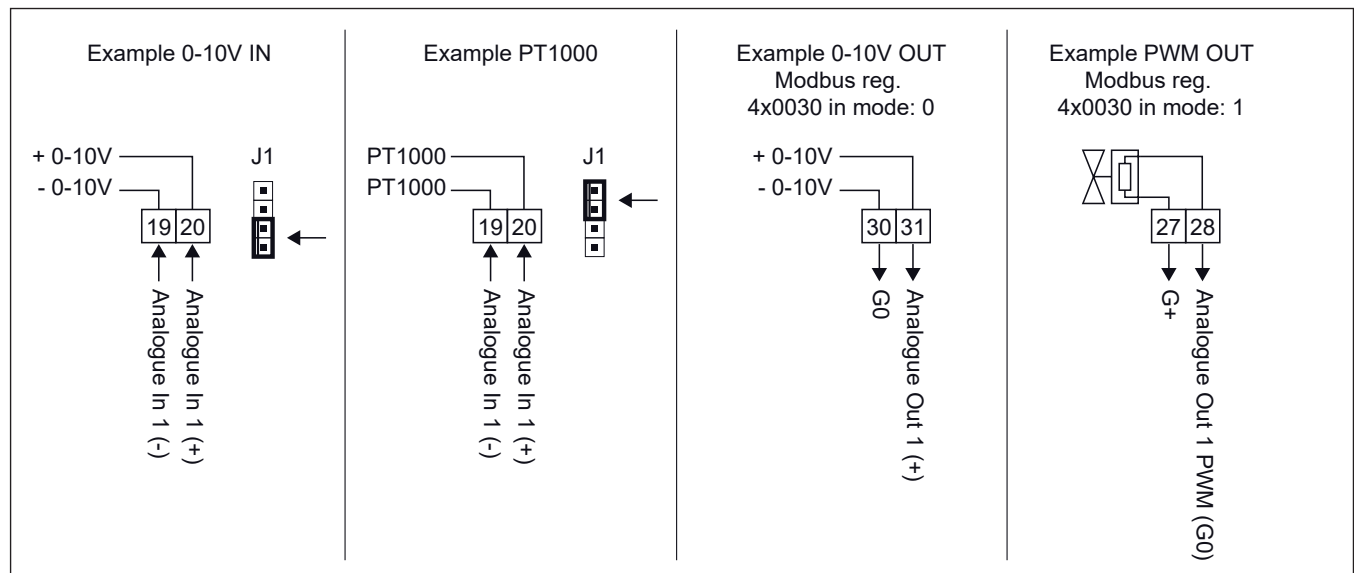 Example 0-10V IN
+ 0-10V
- 0-10V
J1
19 20
Analogue In 1 (-)
Analogue In 1 (+)
Example PT1000
PT1000
PT1000
J1
19 20
Analogue In 1 (-)
Analogue In 1 (+)
Example 0-10V OUT
Modbus reg.
4x0030 in mode: 0
+ 0-10V
- 0-10V
30 31
G0
Analogue Out 1 (+)
Example PWM OUT
Modbus reg.
4x0030 in mode: 1
27 28
G+
Analogue Out 1 PWM (G0)